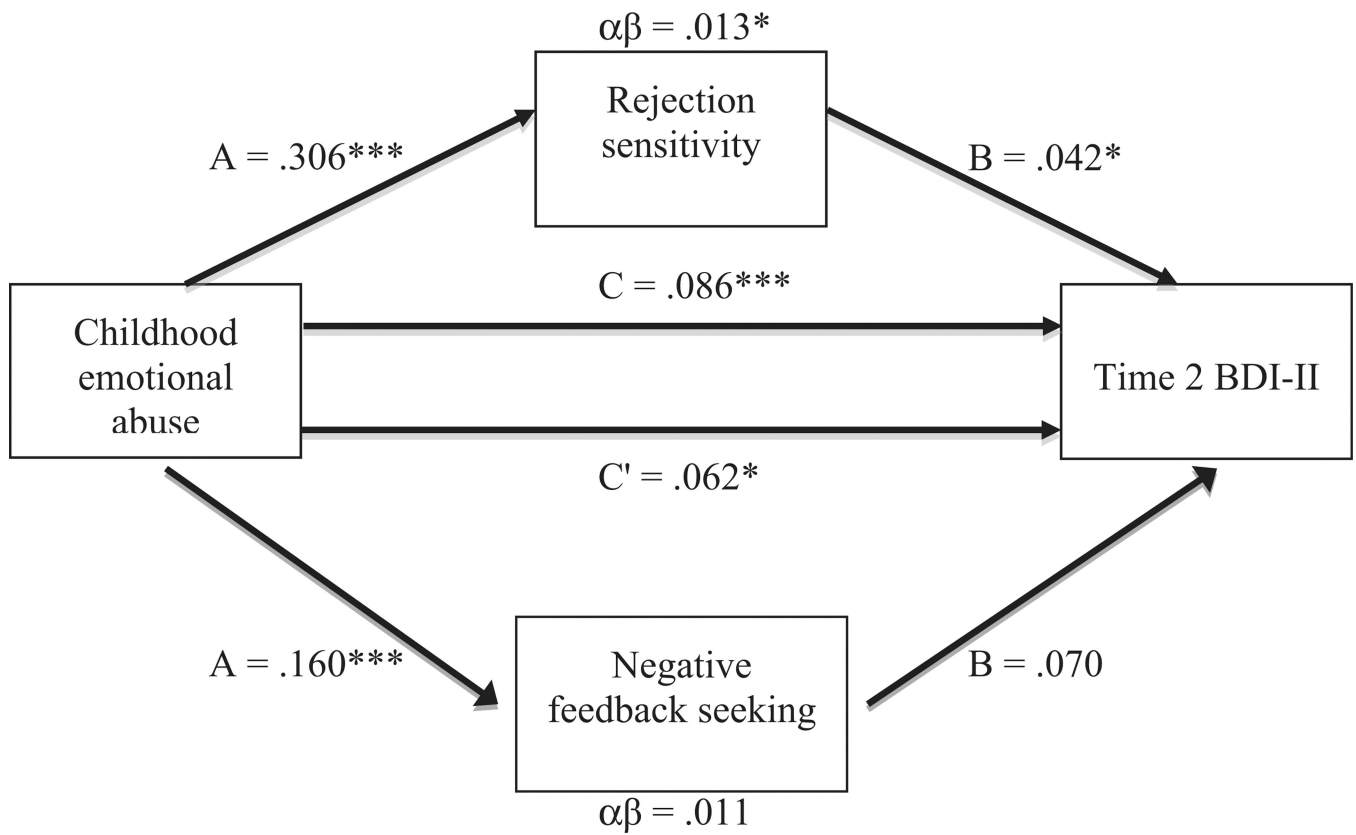 αβ = .013*
Rejection
sensitivity
A = .306***
B = .042*
C = .086***
Childhood
emotional
abuse
Time 2 BDI-II
C' = .062*
A = .160***
Negative
feedback seeking
B = .070
αβ = .011